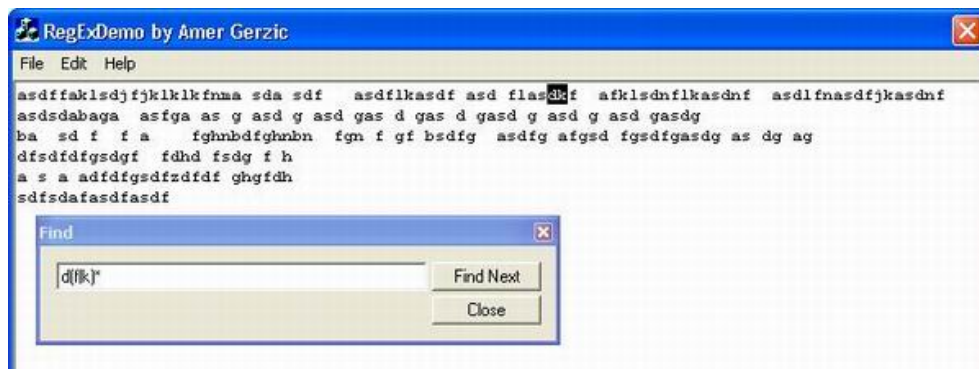 RegExDemo by Amer Gerzic
File Edit Help
asdffaklsdjfjklklkfnma sda sdf asdflkasdf asd flasdkf afklsdnflkasdnf asdlfnasdfjkasdnf
asdsdabaga asfga as g asd g asd gas d gas d gasd g asd g asd gasdg
ba sd f f a fghnbdfghnbn fgn f gf bsdfg asdfg afgsd fgsdfgasdg as dg ag
dfsdfdfgsdgf fdhd fsdg f h
a s a adfdfgsdfzdfdf ghgfdh
sdfsdafasdfasdf
Find
d(f|k)*
Find Next
Close